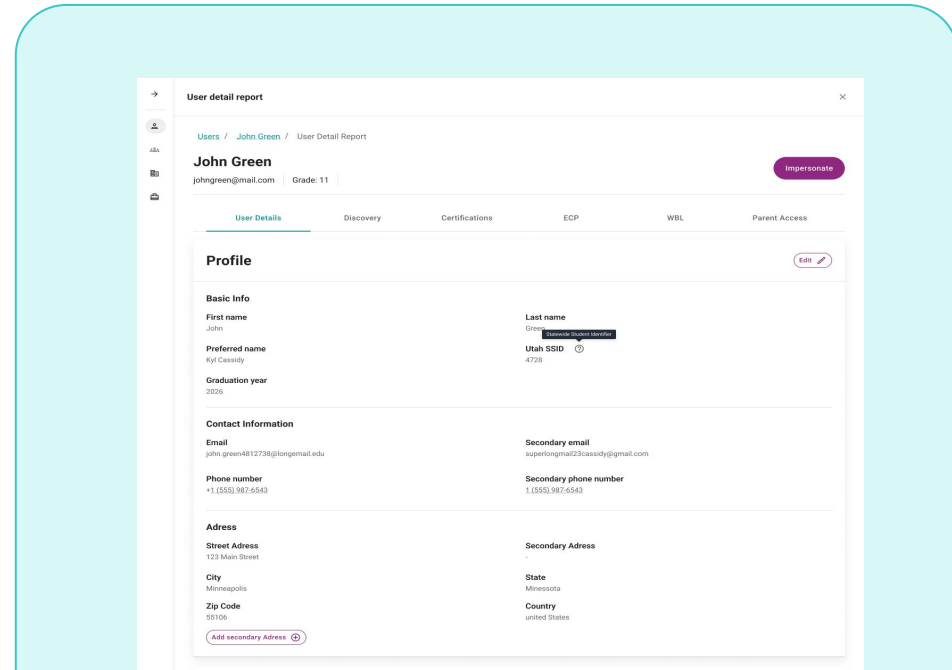 User detail report
Users / John Green / User Detail Report
John Green
Impersonate
johngreen@mail.com Grade: 11
User Details Discovery Certifications ECP WBL Parent Access
Profile
Edit
Basic Info
First name Last name
John Green
Statewide Student Identifier
Preferred name Utah SSID
Kyl Cassidy 4728
Graduation year
2026
Contact Information
Email Secondary email
john.green4812738@longemail.edu superlongmail23cassidy@gmail.com
Phone number Secondary phone number
+1 (555) 987-6543 1 (555) 987-6543
Adress
Street Adress Secondary Adress
123 Main Street -
City State
Minneapolis Minessota
Zip Code Country
55106 united States
Add secondary Adress